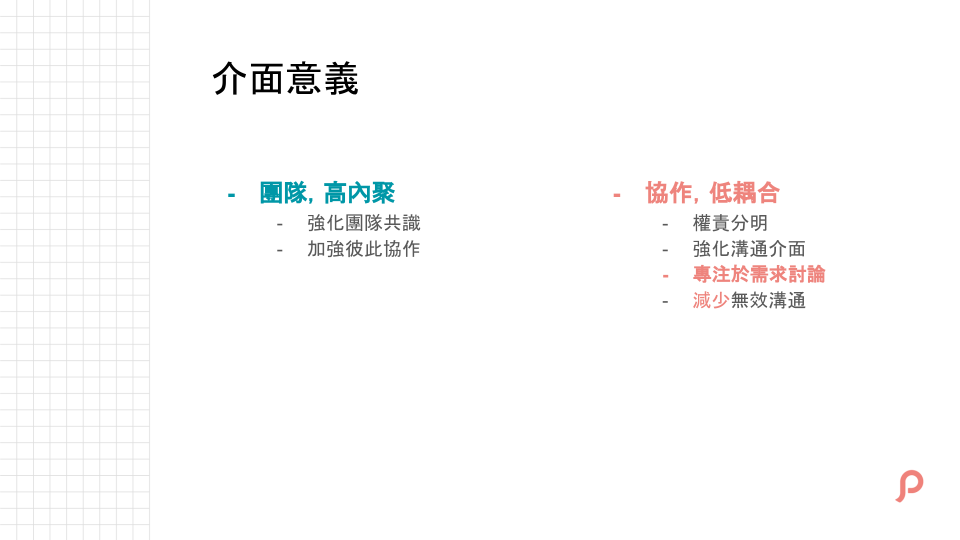 介面意義
- 團隊, 高內聚
- 強化團隊共識
- 加強彼此協作
- 協作, 低耦合
- 權責分明
- 強化溝通介面
- 專注於需求討論
- 減少無效溝通